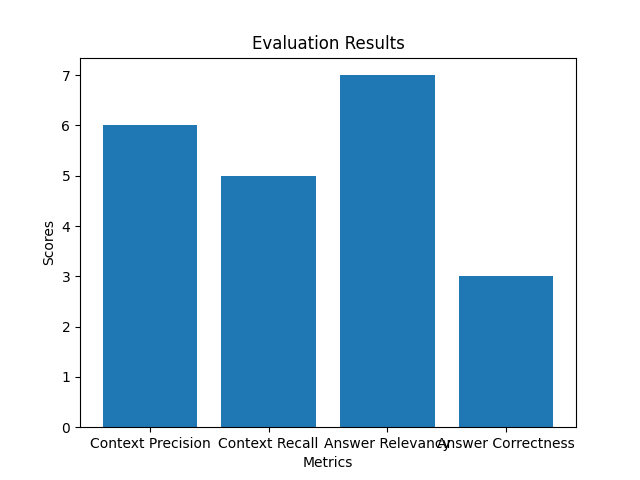 Evaluation Results
7
6
5
4
3
2
1
0
Scores
Context Precision
Context Recall
Answer Relevancy
Answer Correctness
Metrics